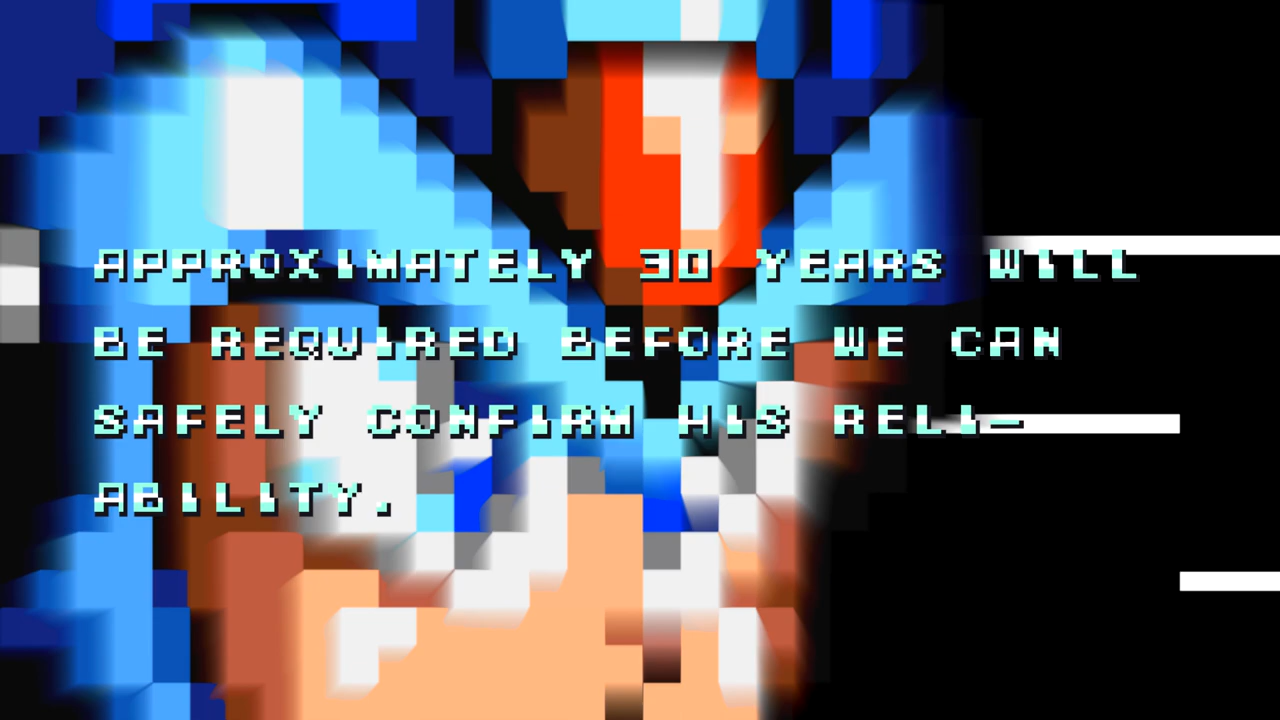 APPROXIMATELY 30 YEARS WILL
BE REQUIRED BEFORE WE CAN
SAFELY CONFIRM HIS RELI-
ABILITY.